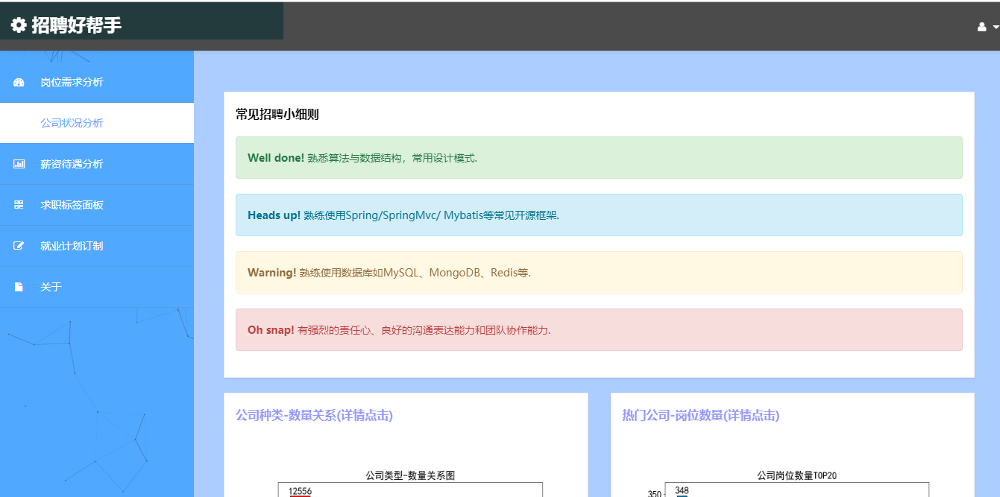 招聘好帮手
岗位需求分析
公司状况分析
薪资待遇分析
求职标签面板
就业计划订制
关于
常见招聘小细则
Well done! 熟悉算法与数据结构，常用设计模式.
Heads up! 熟练使用Spring/SpringMvc/ Mybatis等常见开源框架.
Warning! 熟练使用数据库如MySQL、MongoDB、Redis等.
Oh snap! 有强烈的责任心、良好的沟通表达能力和团队协作能力.
公司种类-数量关系(详情点击)
公司类型-数量关系图
12556
热门公司-岗位数量(详情点击)
公司岗位数量TOP20
350
348